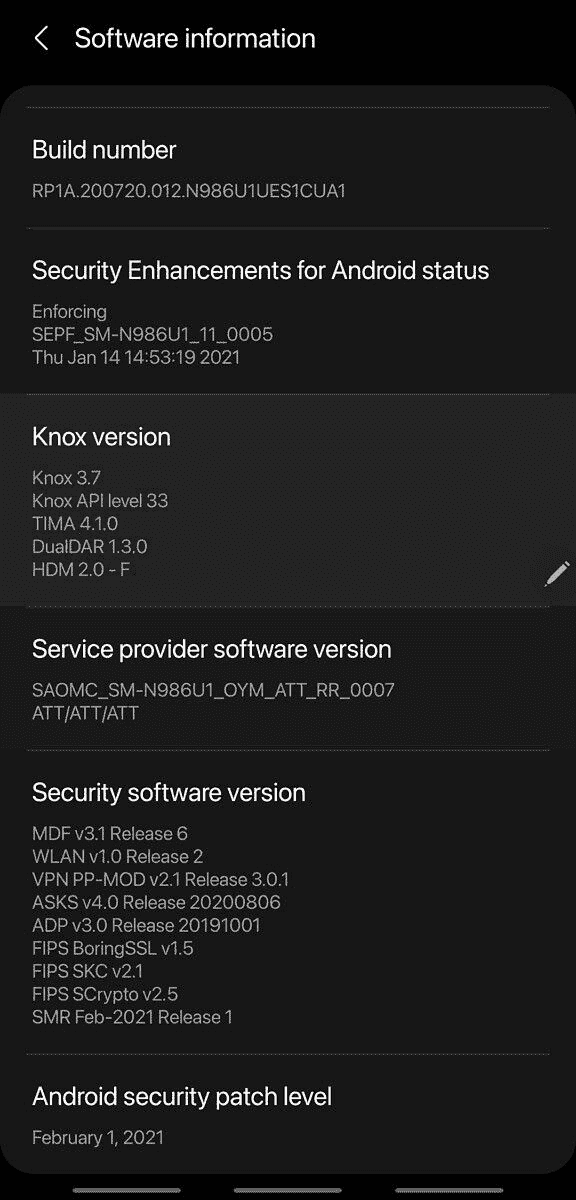 Software information
Build number
RP1A.200720.012.N986U1UES1CUA1
Security Enhancements for Android status
Enforcing
SEPF_SM-N986U1_11_0005
Thu Jan 14 14:53:19 2021
Knox version
Knox 3.7
Knox API level 33
TIMA 4.1.0
DualDAR 1.3.0
HDM 2.0 - F
Service provider software version
SAOMC_SM-N986U1_OYM_ATT_RR_0007
ATT/ATT/ATT
Security software version
MDF v3.1 Release 6
WLAN v1.0 Release 2
VPN PP-MOD v2.1 Release 3.0.1
ASKS v4.0 Release 20200806
ADP v3.0 Release 20191001
FIPS BoringSSL v1.5
FIPS SKC v2.1
FIPS SCrypto v2.5
SMR Feb-2021 Release 1
Android security patch level
February 1, 2021